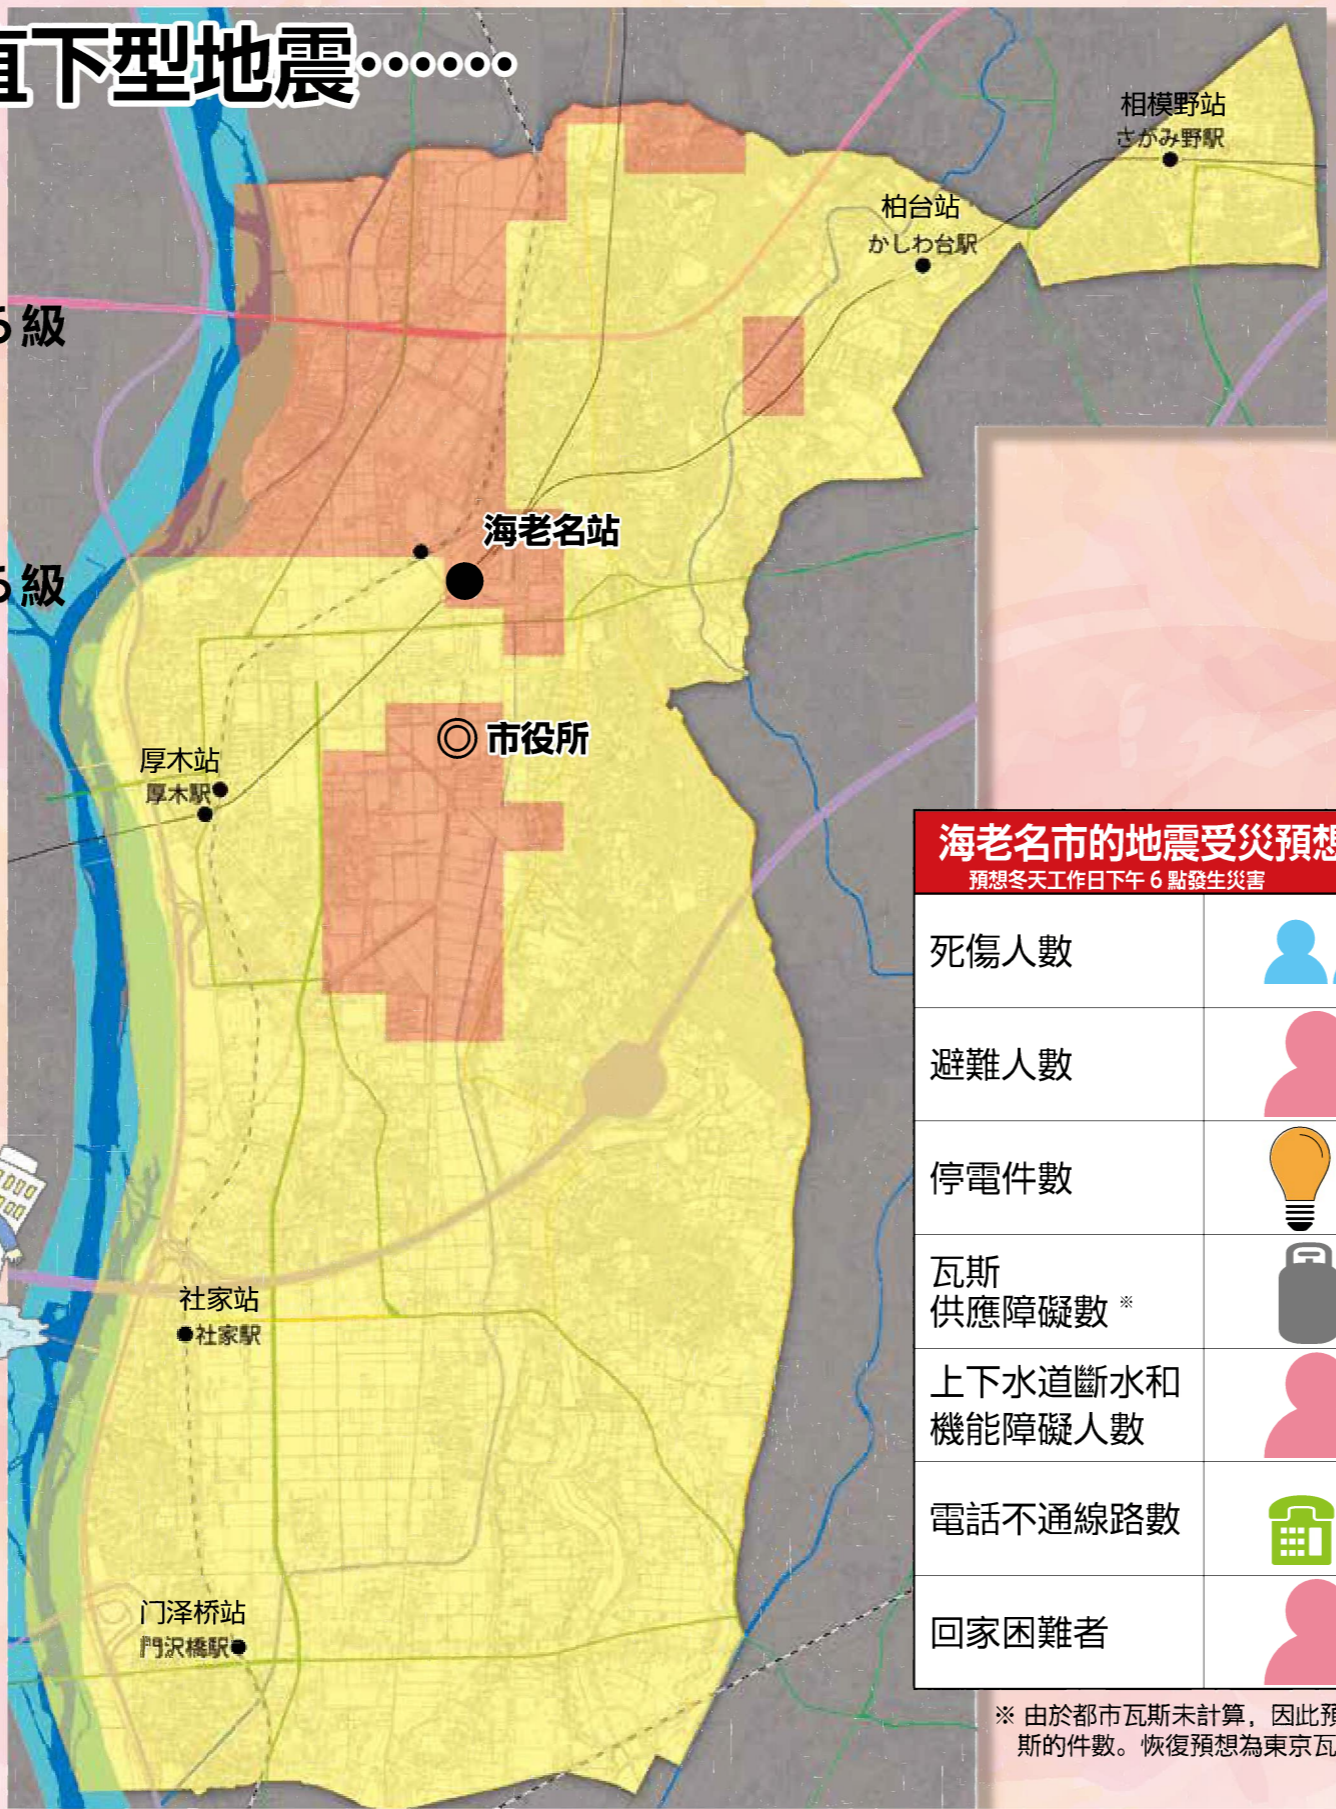 直下型地震……
相模野站
さがみ野駅
柏台站
かしわ台駅
6級
海老名站
6級
市役所
厚木站
厚木駅
海老名市的地震受災預想
預想冬天工作日下午6點發生災害
死傷人數
避難人數
停電件數
瓦斯
供應障礙數※
上下水道斷水和
機能障礙人數
電話不通線路數
回家困難者
社家站
社家駅
门泽桥站
門沢橋駅
※ 由於都市瓦斯未計算，因此預
斯的件數。恢復預想為東京瓦